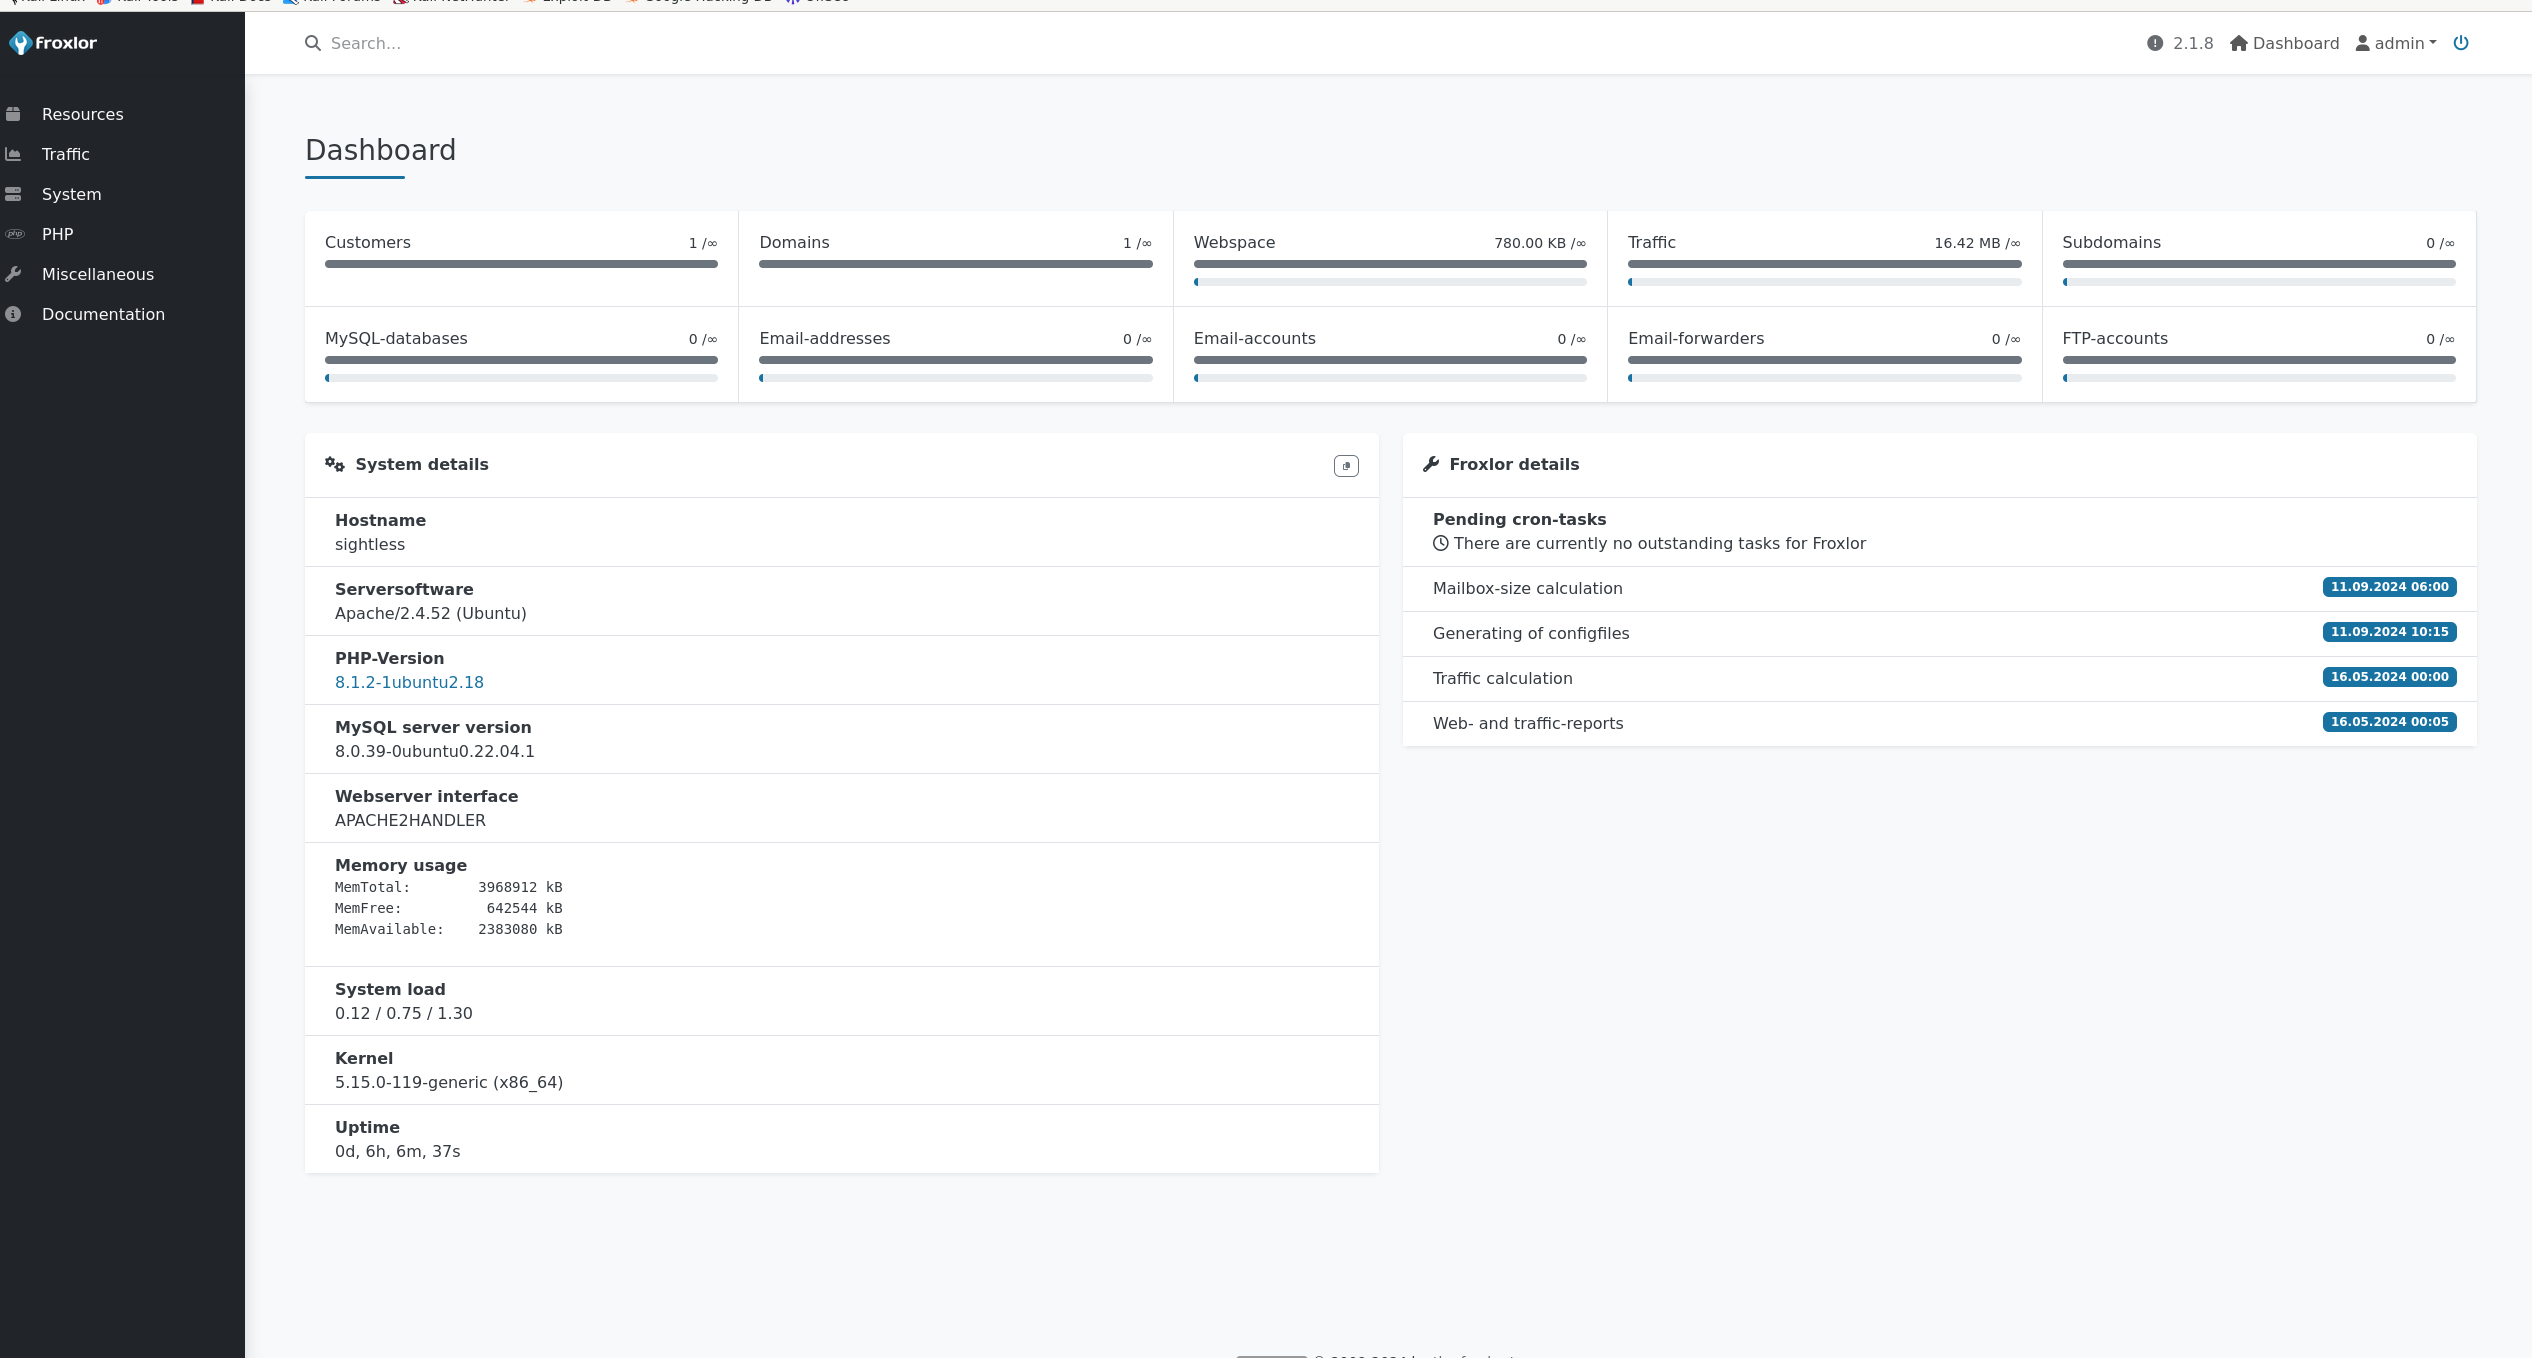 froxlor
Search...
2.1.8 Dashboard admin
Resources
Traffic
System
PHP
Miscellaneous
Documentation
Dashboard
Customers 1 /∞
Domains 1 /∞
Webspace 780.00 KB /∞
Traffic 16.42 MB /∞
Subdomains 0 /∞
MySQL-databases 0 /∞
Email-addresses 0 /∞
Email-accounts 0 /∞
Email-forwarders 0 /∞
FTP-accounts 0 /∞
System details
Hostname
sightless
Serversoftware
Apache/2.4.52 (Ubuntu)
PHP-Version
8.1.2-1ubuntu2.18
MySQL server version
8.0.39-0ubuntu0.22.04.1
Webserver interface
APACHE2HANDLER
Memory usage
MemTotal: 3968912 kB
MemFree: 642544 kB
MemAvailable: 2383080 kB
System load
0.12 / 0.75 / 1.30
Kernel
5.15.0-119-generic (x86_64)
Uptime
0d, 6h, 6m, 37s
Froxlor details
Pending cron-tasks
There are currently no outstanding tasks for Froxlor
Mailbox-size calculation 11.09.2024 06:00
Generating of configfiles 11.09.2024 10:15
Traffic calculation 16.05.2024 00:00
Web- and traffic-reports 16.05.2024 00:05